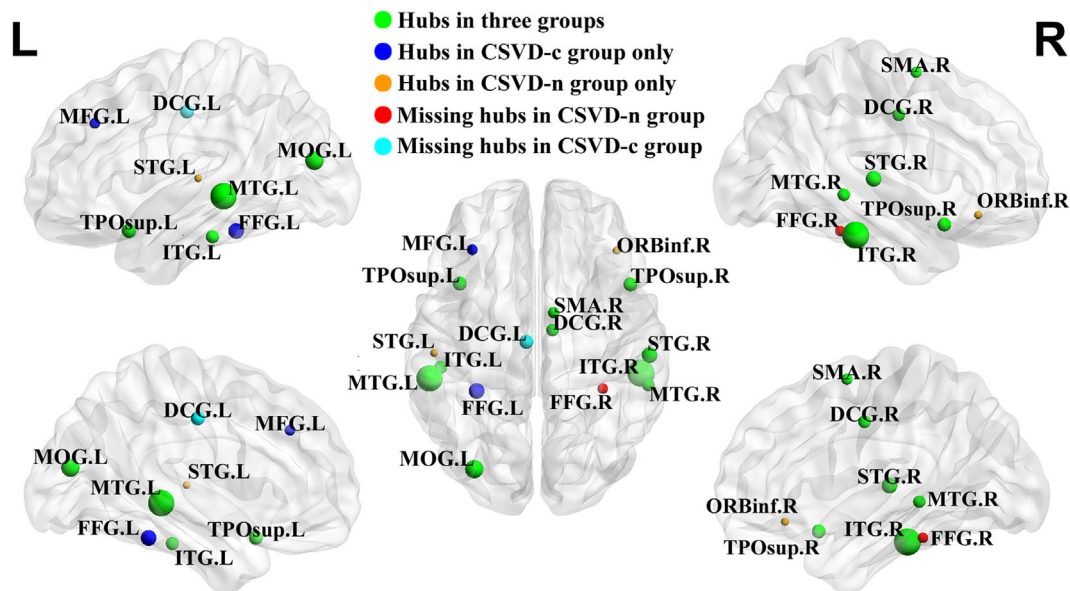 L
R
Hubs in three groups
Hubs in CSVD-c group only
Hubs in CSVD-n group only
Missing hubs in CSVD-n group
Missing hubs in CSVD-c group
DCG.L
MFG.L
MOG.L
STG.L
MTG.L
TPOsup.L
FFG.L
ITG.L
SMA.R
DCG.R
STG.R
MTG.R
ORBinf.R
TPOsup.R
FFG.R
ITG.R
MFG.L
ORBinf.R
TPOsup.L
TPOsup.R
SMA.R
DCG.R
DCG.L
STG.L
STG.R
ITG.L
ITG.R
MTG.L
MTG.R
FFG.L
FFG.R
MOG.L
DCG.L
MFG.L
MOG.L
STG.L
MTG.L
FFG.L
TPOsup.L
ITG.L
SMA.R
DCG.R
STG.R
MTG.R
ORBinf.R
ITG.R
FFG.R
TPOsup.R